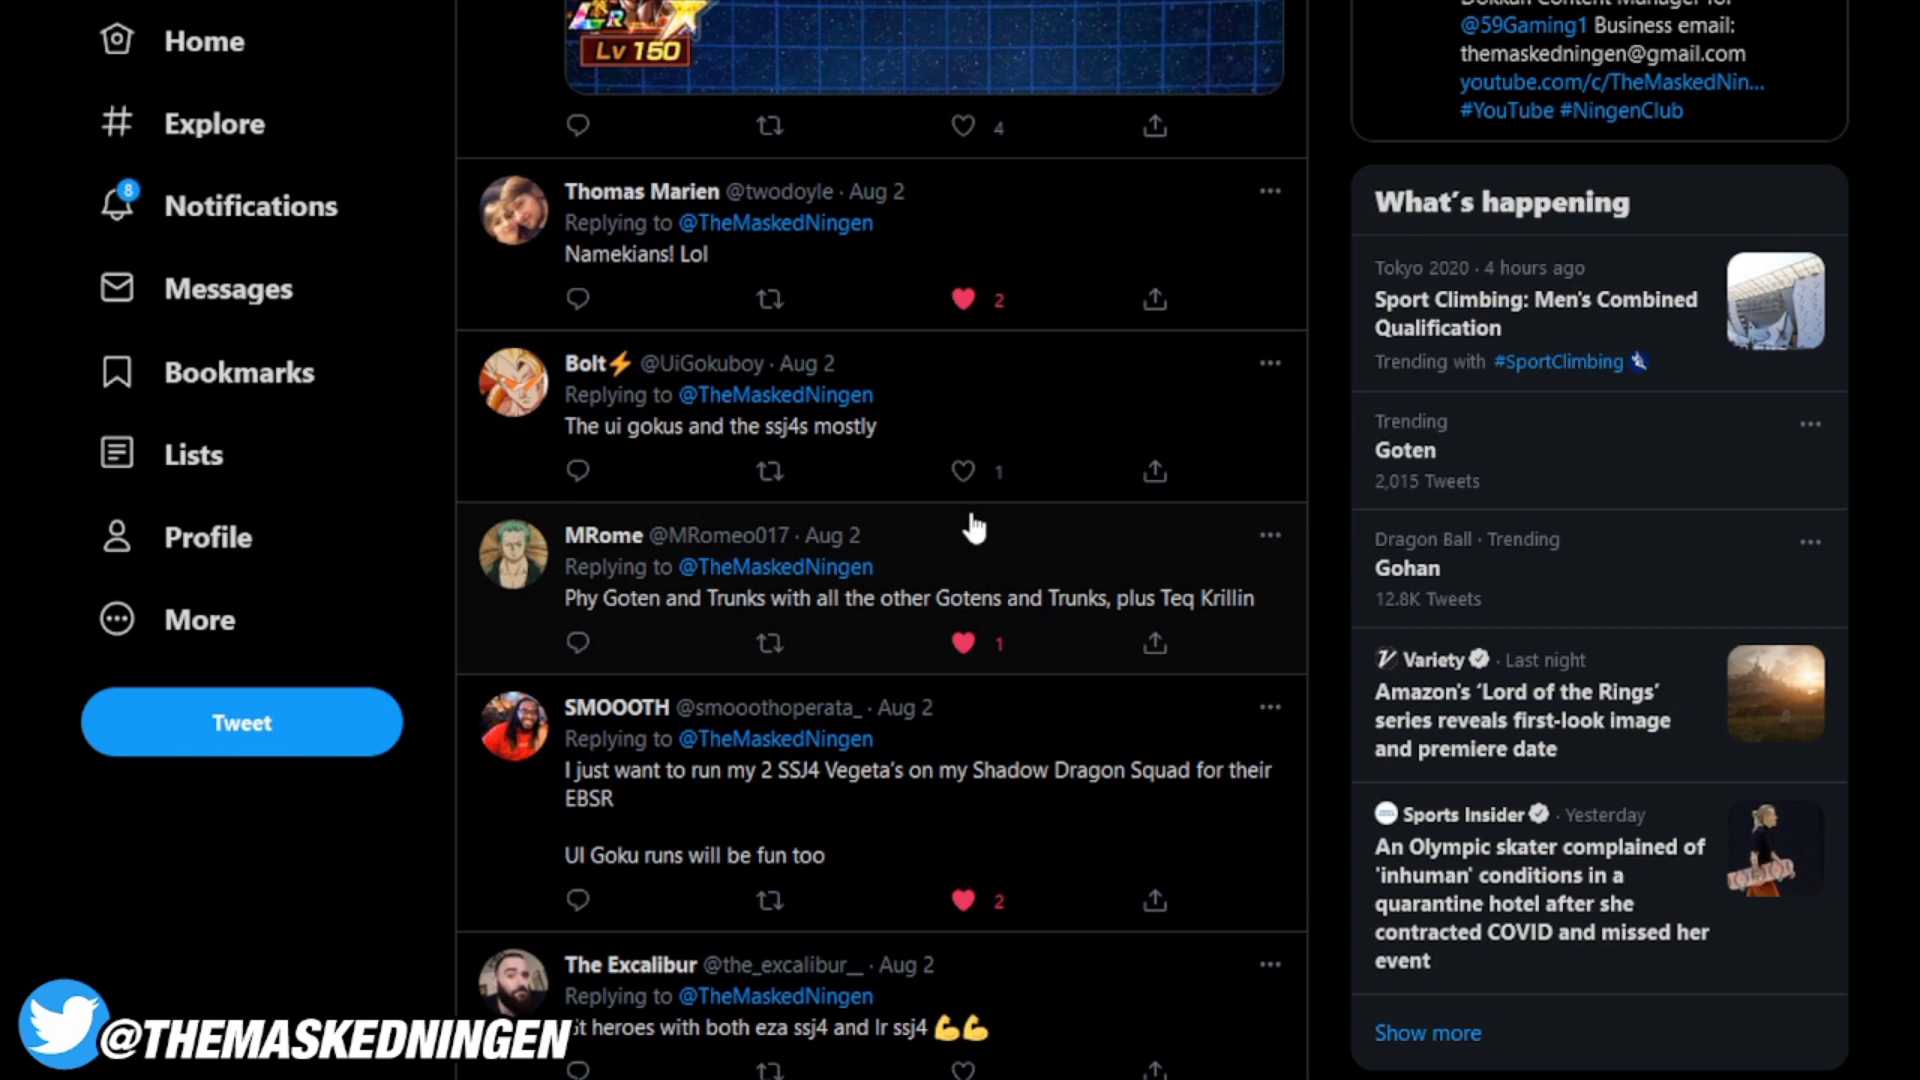 Home
Explore
8
Notifications
Messages
Bookmarks
Lists
Profile
More
Tweet
LR
Lv 150
4
Thomas Marien @twodoyle · Aug 2
Replying to @TheMaskedNingen
Namekians! Lol
2
Bolt⚡ @UiGokuboy · Aug 2
Replying to @TheMaskedNingen
The ui gokus and the ssj4s mostly
1
MRome @MRomeo017 · Aug 2
Replying to @TheMaskedNingen
Phy Goten and Trunks with all the other Gotens and Trunks, plus Teq Krillin
1
SMOOOTH @smooothoperata_ · Aug 2
Replying to @TheMaskedNingen
I just want to run my 2 SSJ4 Vegeta's on my Shadow Dragon Squad for their
EBSR
UI Goku runs will be fun too
2
The Excalibur @the_excalibur__ · Aug 2
Replying to @TheMaskedNingen
heroes with both eza ssj4 and lr ssj4 💪💪
@59Gaming1 Business email:
themaskedningen@gmail.com
youtube.com/c/TheMaskedNin...
#YouTube #NingenClub
What's happening
Tokyo 2020 · 4 hours ago
Sport Climbing: Men's Combined
Qualification
Trending with #SportClimbing
Trending
Goten
2,015 Tweets
Dragon Ball · Trending
Gohan
12.8K Tweets
Variety · Last night
Amazon's 'Lord of the Rings'
series reveals first-look image
and premiere date
Sports Insider · Yesterday
An Olympic skater complained of
'inhuman' conditions in a
quarantine hotel after she
contracted COVID and missed her
event
Show more
@THEMASKEDNINGEN